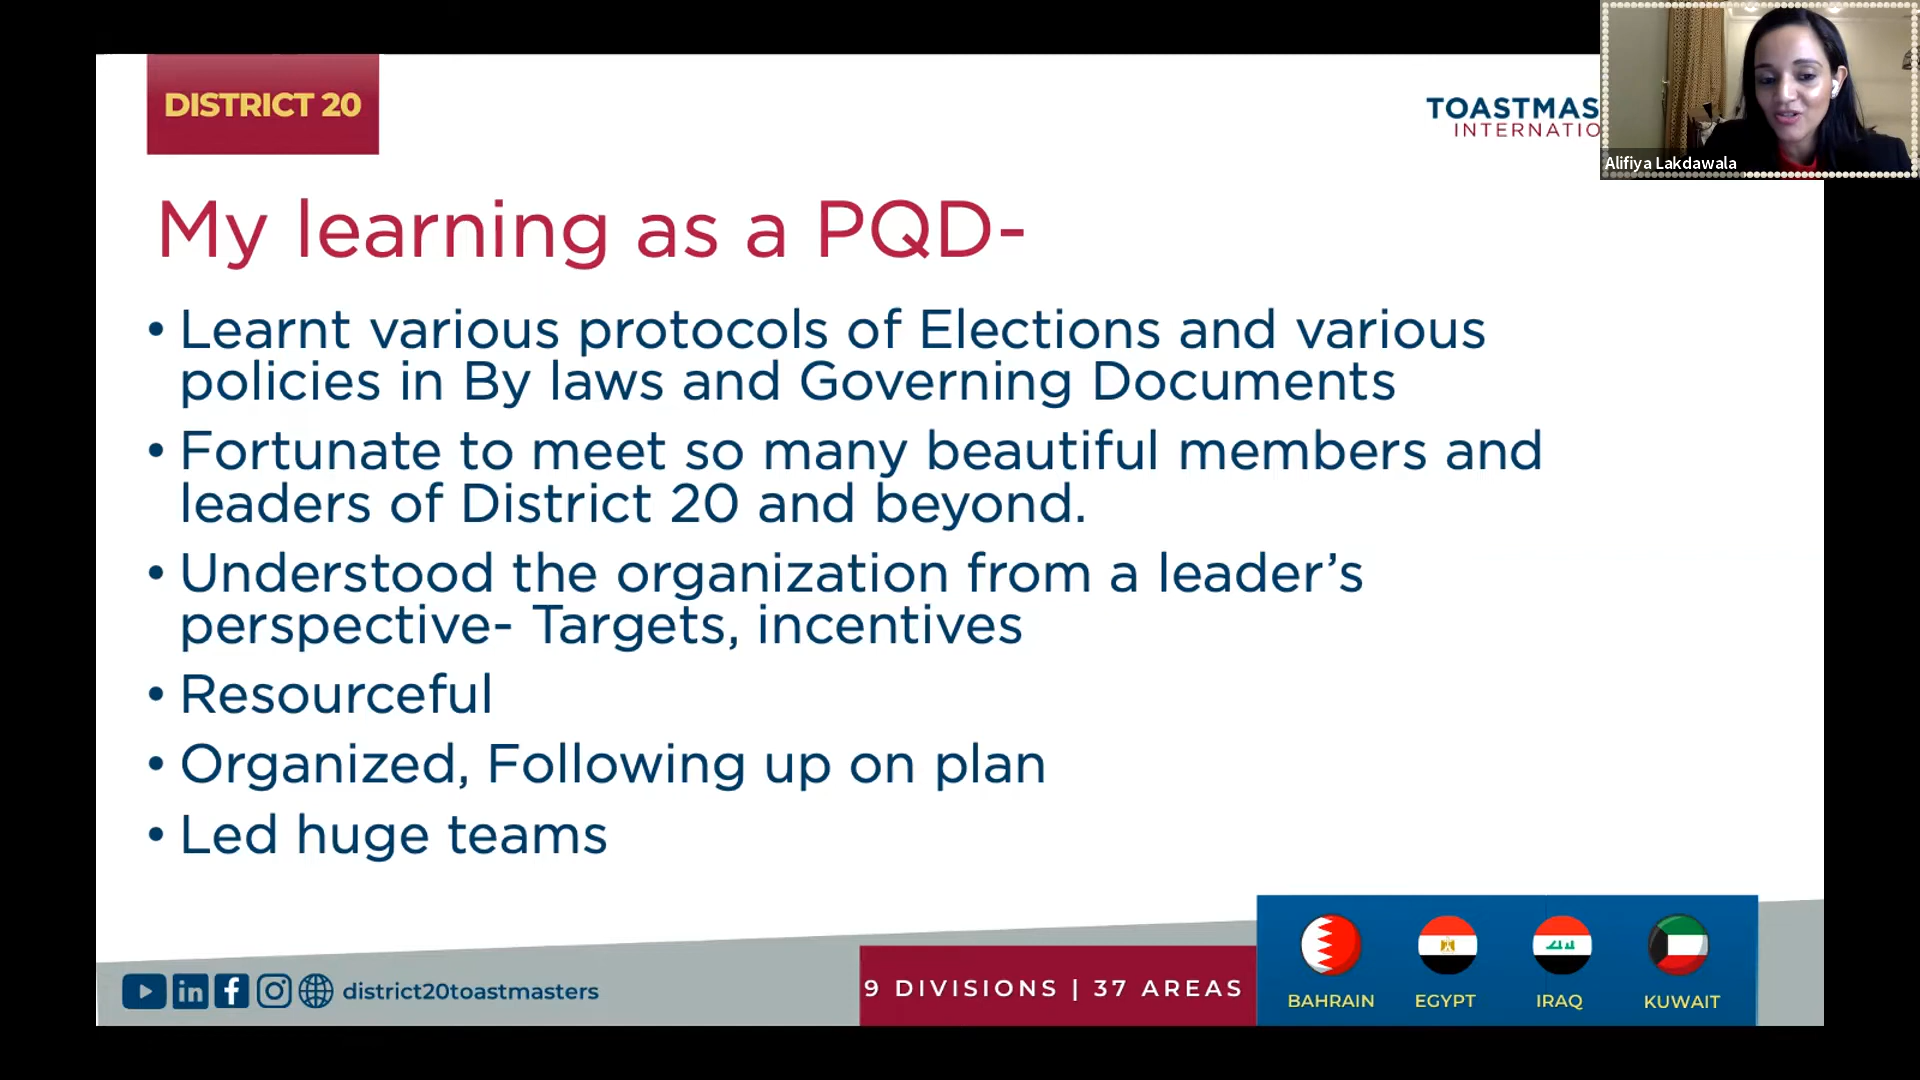 DISTRICT 20
TOASTMAS
INTERNATIO
Alifiya Lakdawala
My learning as a PQD-
• Learnt various protocols of Elections and various
policies in By laws and Governing Documents
• Fortunate to meet so many beautiful members and
leaders of District 20 and beyond.
• Understood the organization from a leader’s
perspective- Targets, incentives
• Resourceful
• Organized, Following up on plan
• Led huge teams
district20toastmasters
9 DIVISIONS | 37 AREAS
BAHRAIN EGYPT IRAQ KUWAIT